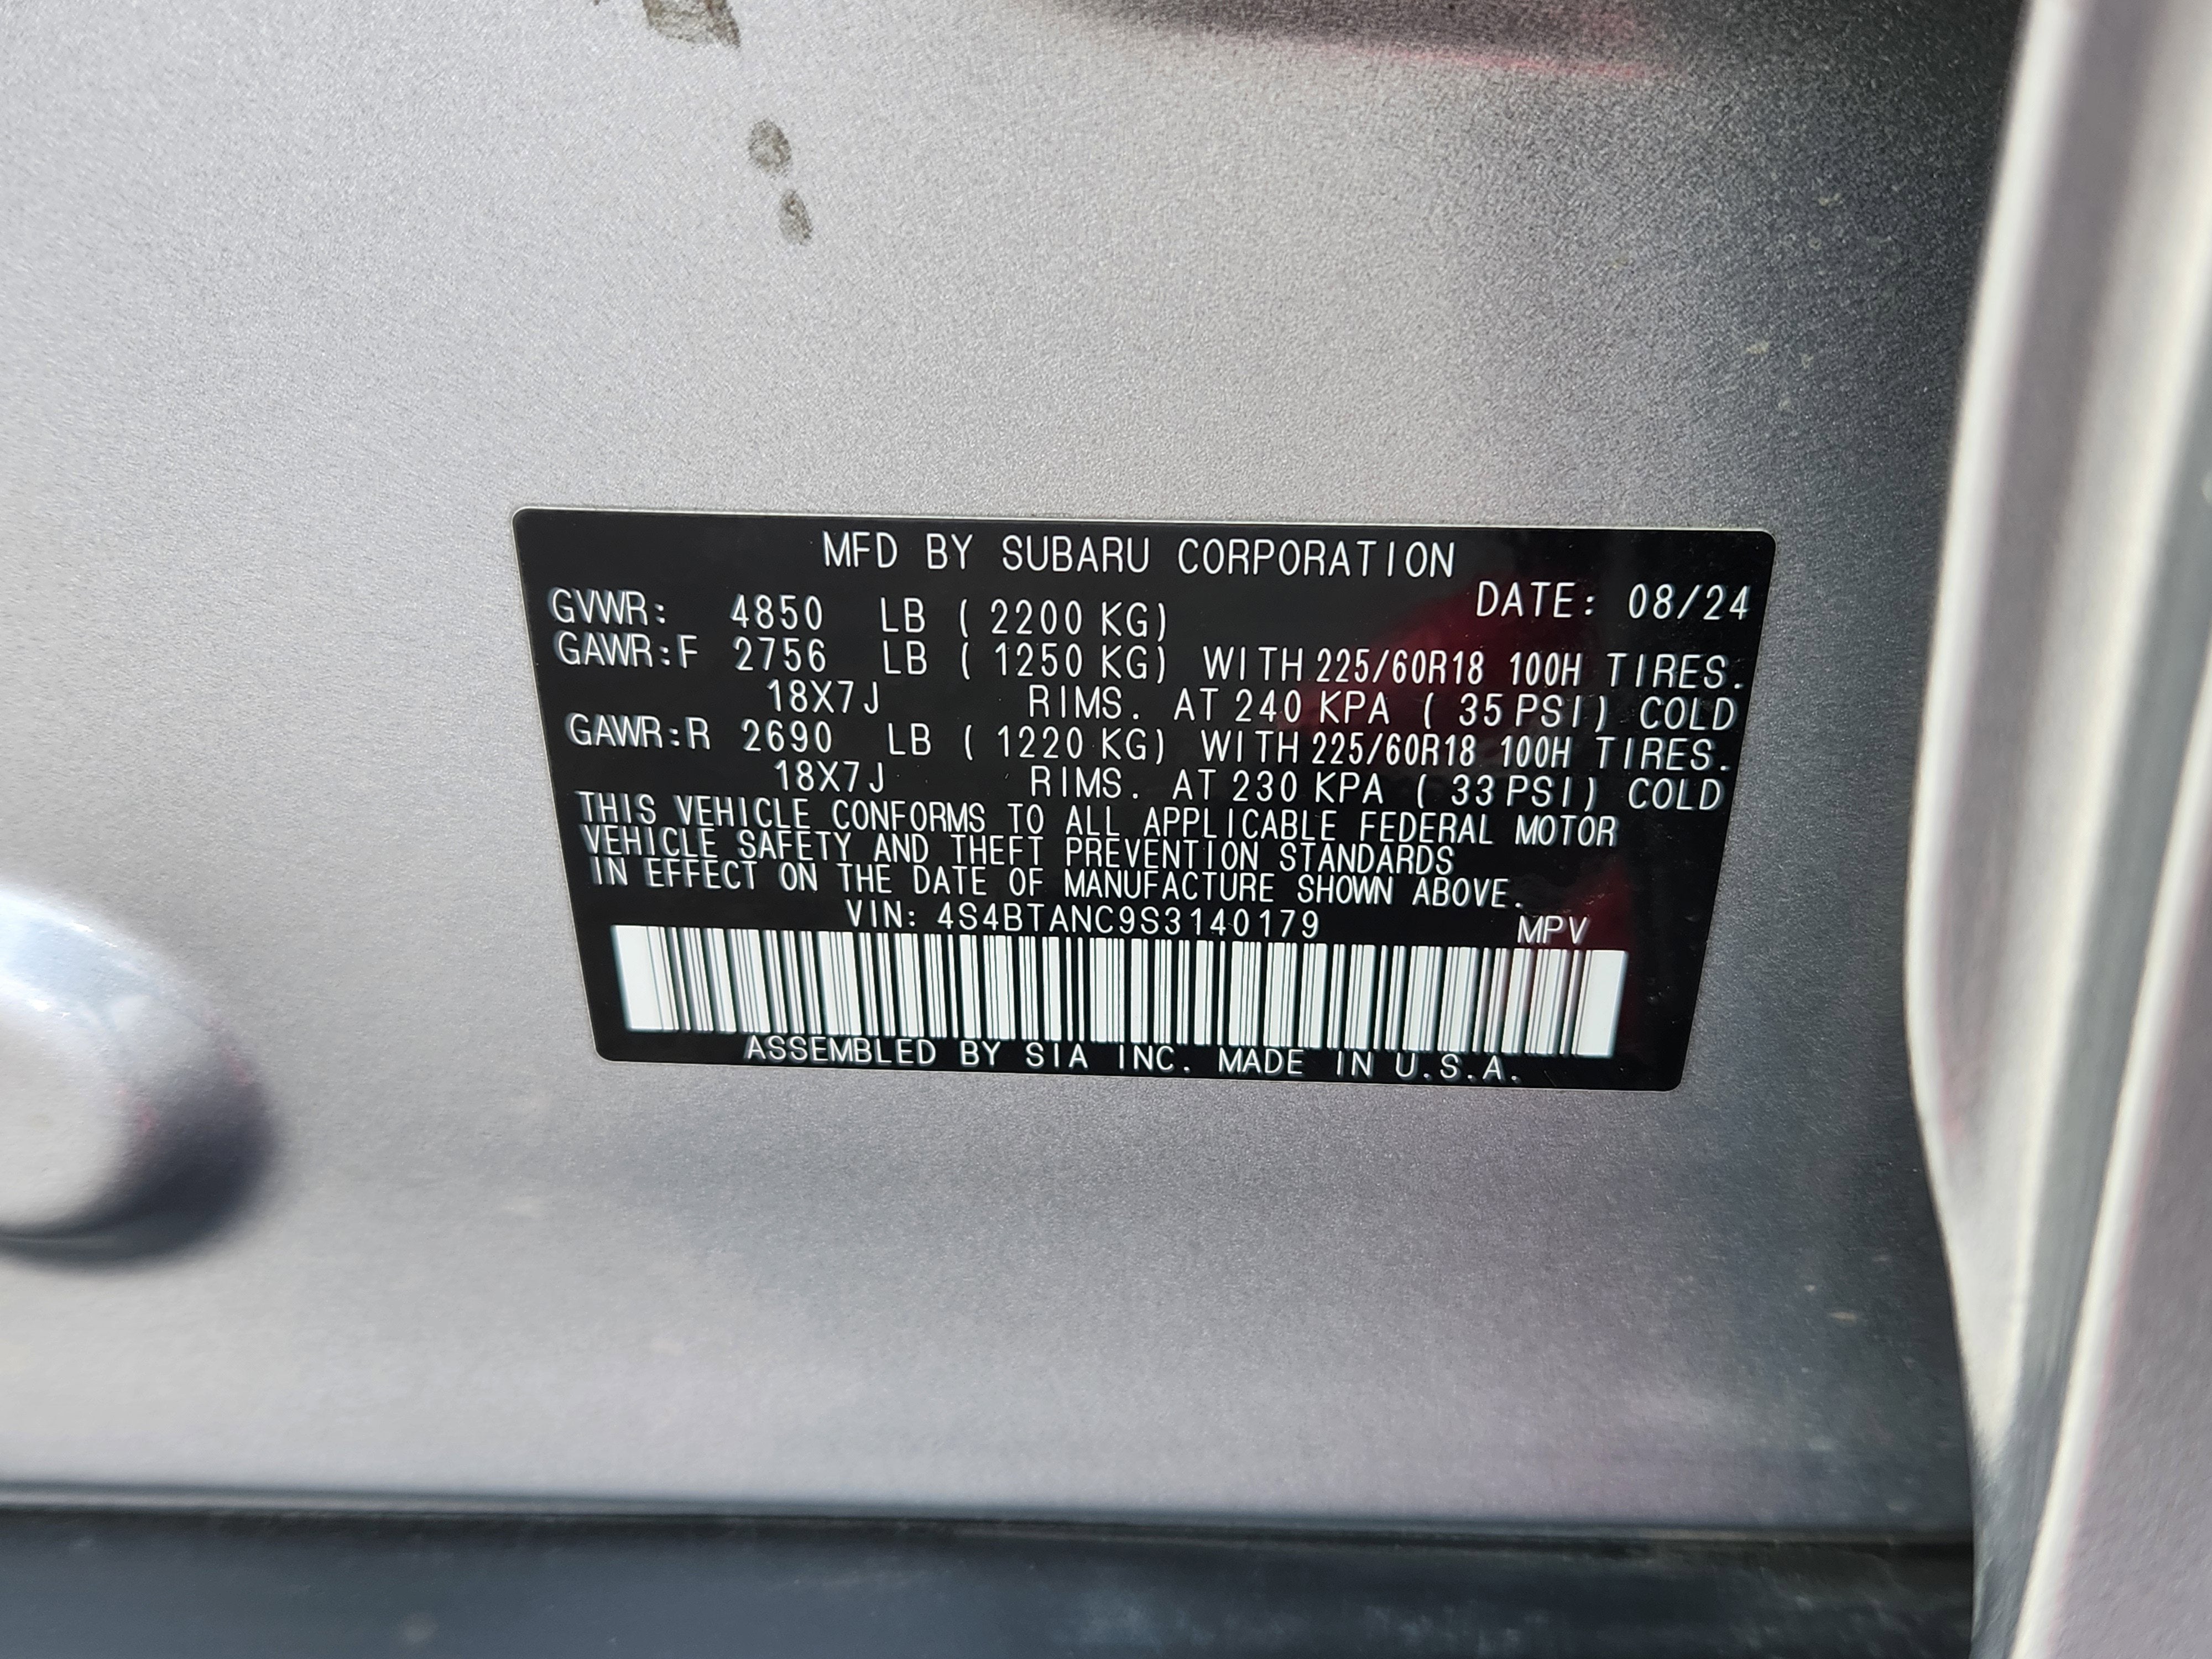 MFD BY SUBARU CORPORATION
DATE: 08/24
GVWR: 4850 LB ( 2200 KG)
GAWR:F 2756 LB ( 1250 KG) WITH 225/60R18 100H TIRES.
18X7J RIMS. AT 240 KPA ( 35 PSI) COLD
GAWR:R 2690 LB ( 1220 KG) WITH 225/60R18 100H TIRES.
18X7J RIMS. AT 230 KPA ( 33 PSI) COLD
THIS VEHICLE CONFORMS TO ALL APPLICABLE FEDERAL MOTOR
VEHICLE SAFETY AND THEFT PREVENTION STANDARDS
IN EFFECT ON THE DATE OF MANUFACTURE SHOWN ABOVE.
VIN: 4S4BTANC9S3140179 MPV
ASSEMBLED BY SIA INC. MADE IN U.S.A.